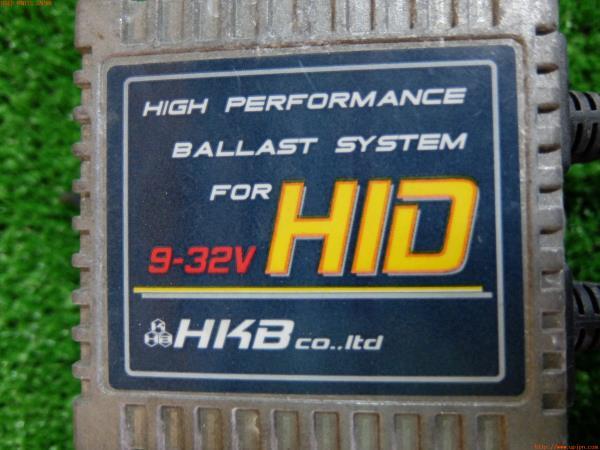 HIGH PERFORMANCE
BALLAST SYSTEM
FOR HID
9-32V
HKB co..ltd